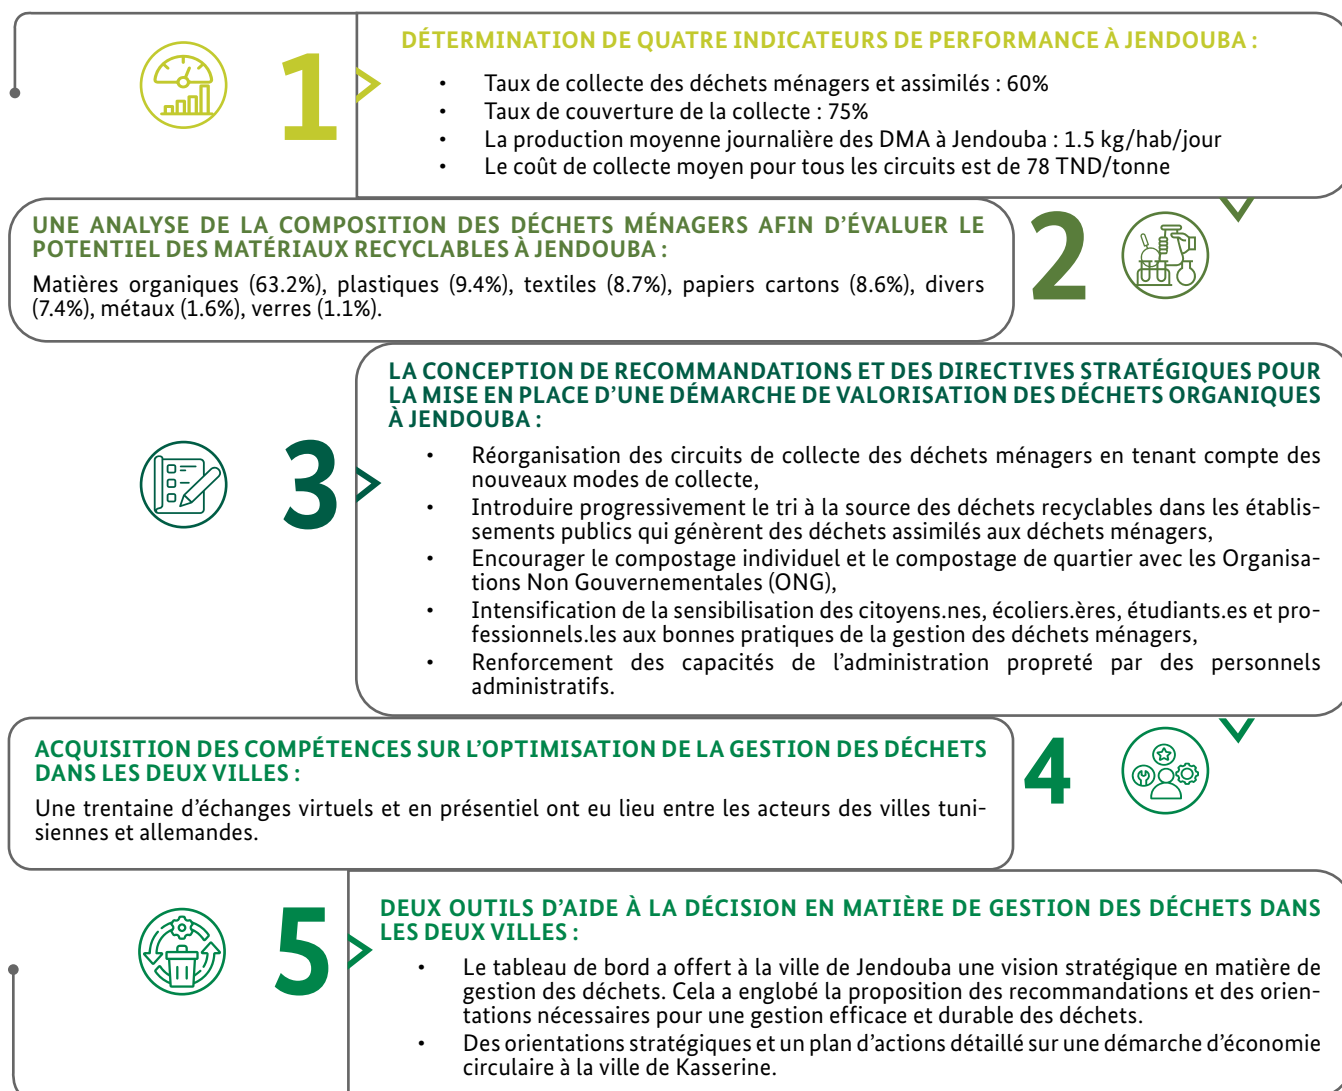 1
DÉTERMINATION DE QUATRE INDICATEURS DE PERFORMANCE À JENDOUBA :
• Taux de collecte des déchets ménagers et assimilés : 60%
• Taux de couverture de la collecte : 75%
• La production moyenne journalière des DMA à Jendouba : 1.5 kg/hab/jour
• Le coût de collecte moyen pour tous les circuits est de 78 TND/tonne
2
UNE ANALYSE DE LA COMPOSITION DES DÉCHETS MÉNAGERS AFIN D'ÉVALUER LE
POTENTIEL DES MATÉRIAUX RECYCLABLES À JENDOUBA :
Matières organiques (63.2%), plastiques (9.4%), textiles (8.7%), papiers cartons (8.6%), divers
(7.4%), métaux (1.6%), verres (1.1%).
3
LA CONCEPTION DE RECOMMANDATIONS ET DES DIRECTIVES STRATÉGIQUES POUR
LA MISE EN PLACE D'UNE DÉMARCHE DE VALORISATION DES DÉCHETS ORGANIQUES
À JENDOUBA :
• Réorganisation des circuits de collecte des déchets ménagers en tenant compte des
nouveaux modes de collecte,
• Introduire progressivement le tri à la source des déchets recyclables dans les établis-
sements publics qui génèrent des déchets assimilés aux déchets ménagers,
• Encourager le compostage individuel et le compostage de quartier avec les Organisa-
tions Non Gouvernementales (ONG),
• Intensification de la sensibilisation des citoyens.nes, écoliers.ères, étudiants.es et pro-
fessionnels.les aux bonnes pratiques de la gestion des déchets ménagers,
• Renforcement des capacités de l'administration propreté par des personnels
administratifs.
4
ACQUISITION DES COMPÉTENCES SUR L'OPTIMISATION DE LA GESTION DES DÉCHETS
DANS LES DEUX VILLES :
Une trentaine d'échanges virtuels et en présentiel ont eu lieu entre les acteurs des villes tuni-
siennes et allemandes.
5
DEUX OUTILS D'AIDE À LA DÉCISION EN MATIÈRE DE GESTION DES DÉCHETS DANS
LES DEUX VILLES :
• Le tableau de bord a offert à la ville de Jendouba une vision stratégique en matière de
gestion des déchets. Cela a englobé la proposition des recommandations et des orien-
tations nécessaires pour une gestion efficace et durable des déchets.
• Des orientations stratégiques et un plan d'actions détaillé sur une démarche d'économie
circulaire à la ville de Kasserine.